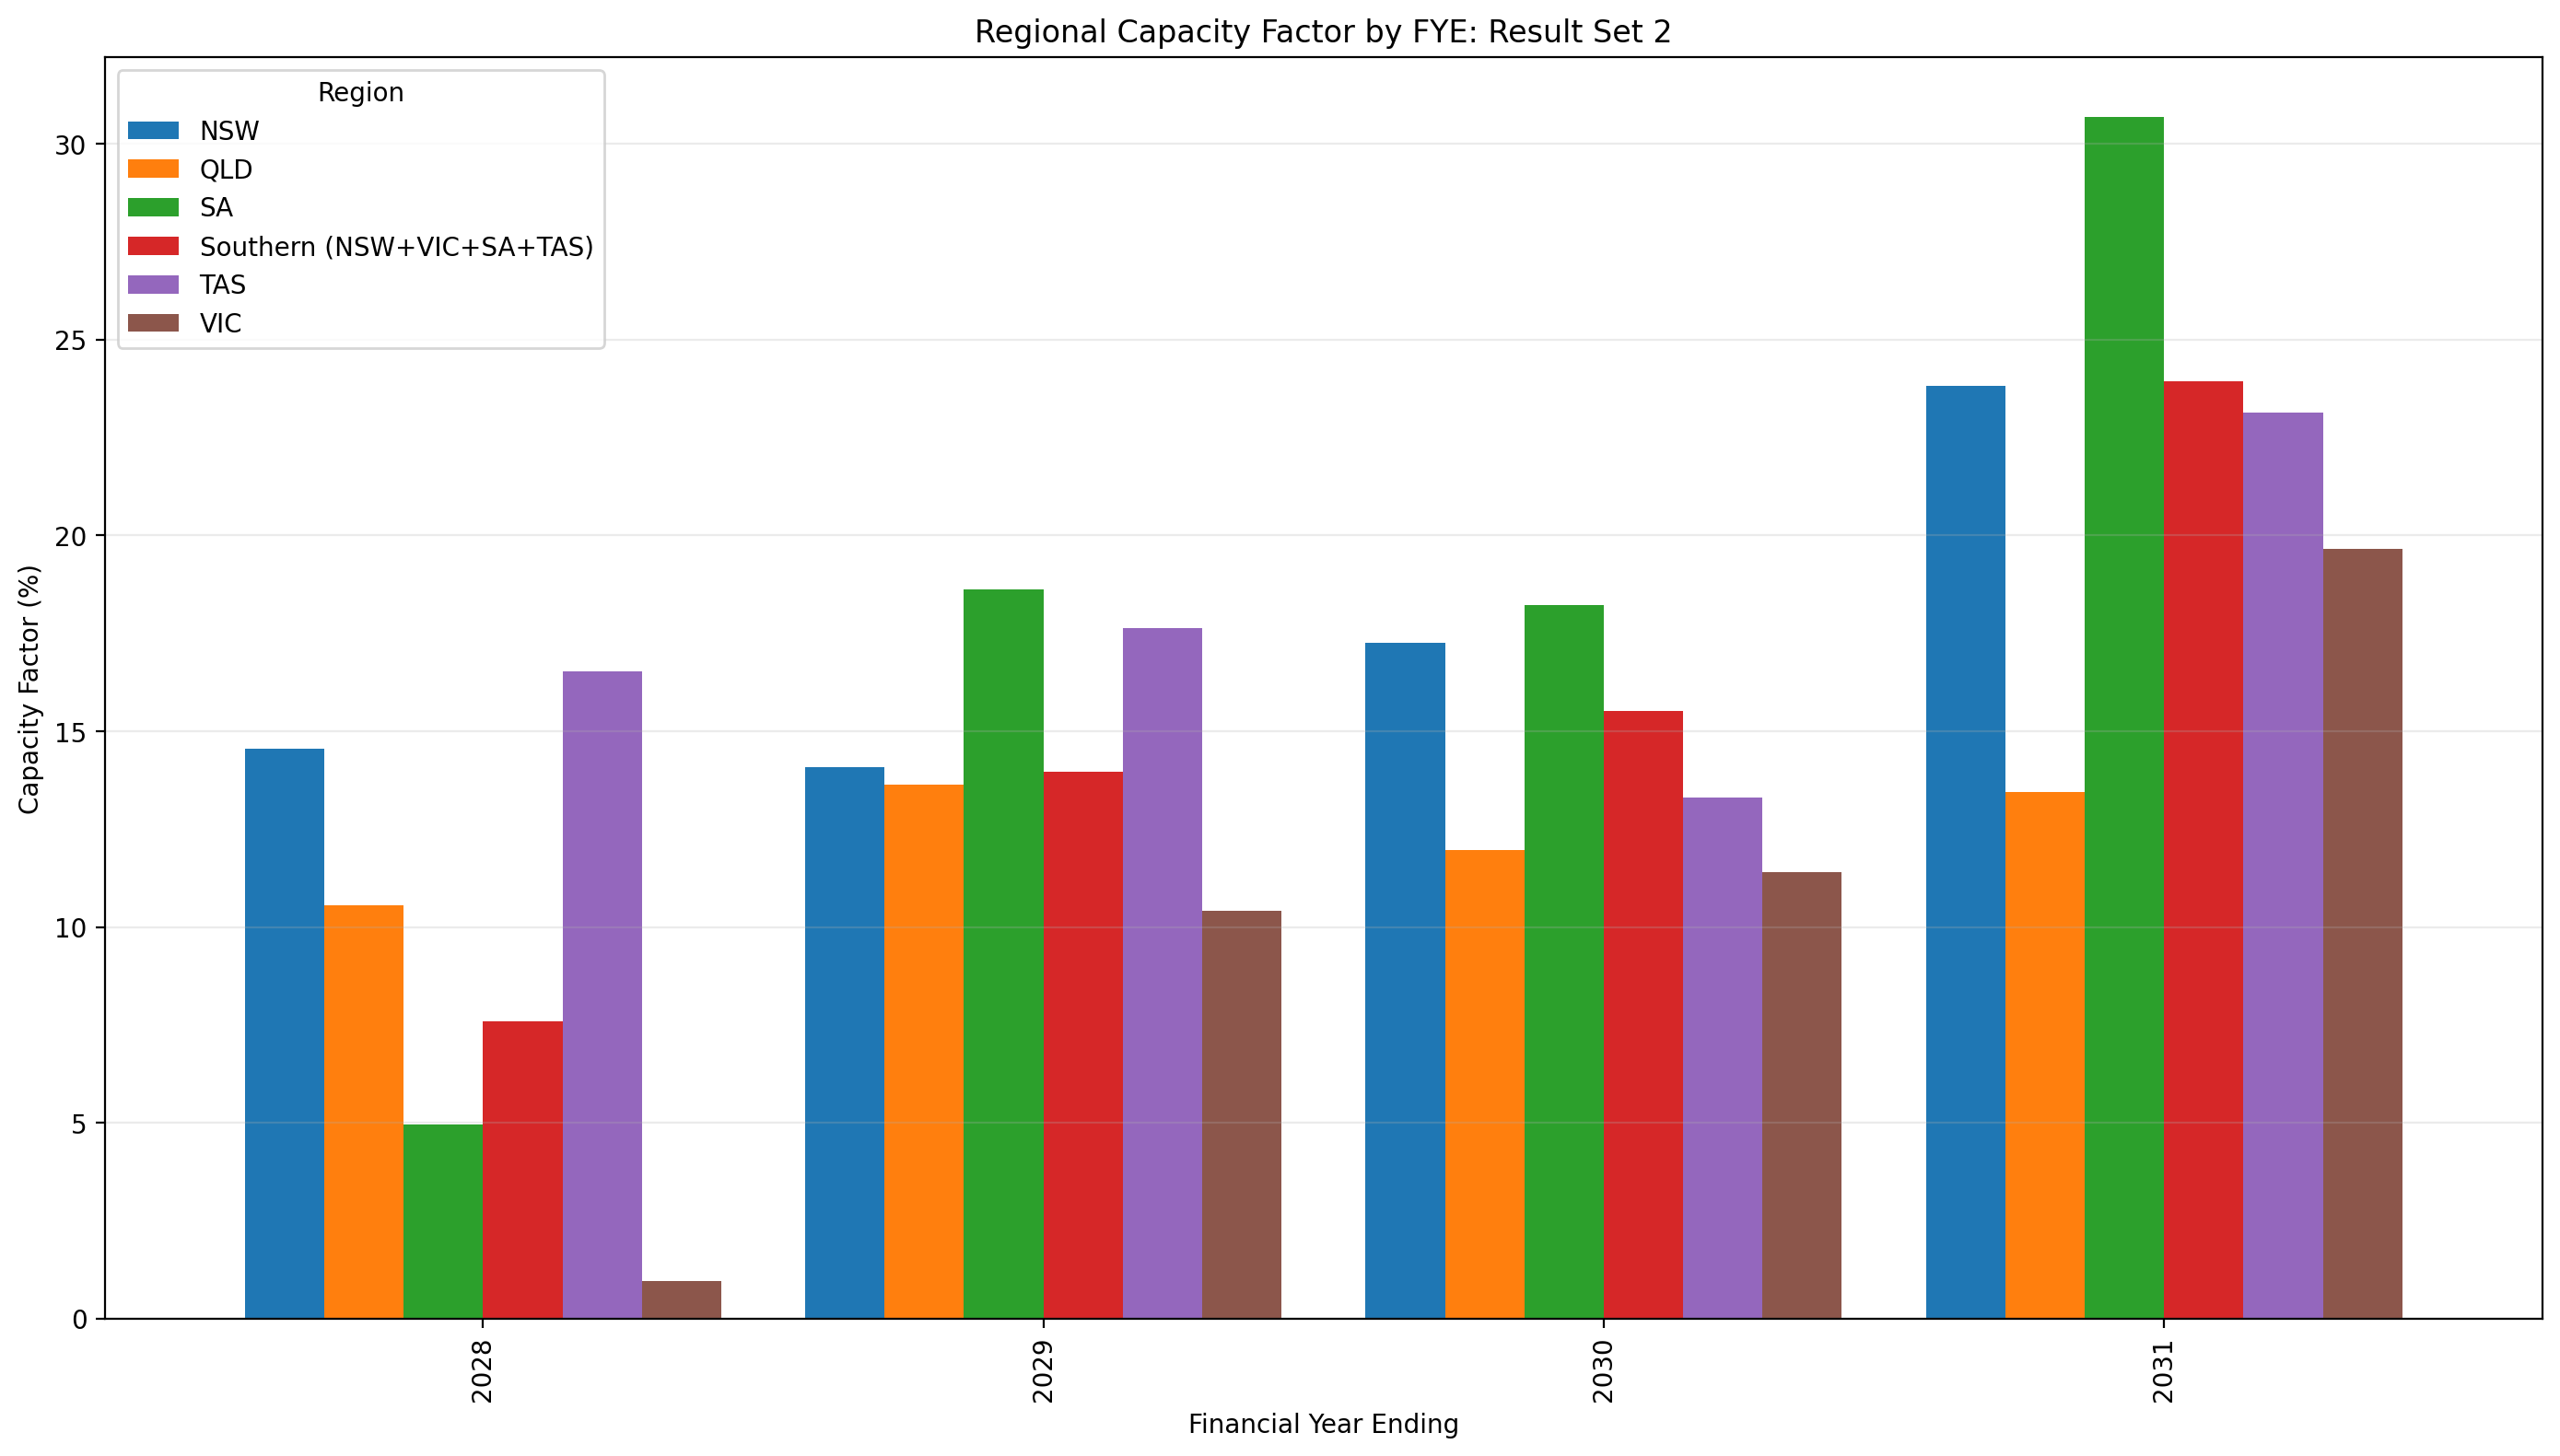 Regional Capacity Factor by FYE: Result Set 2
Region
NSW
QLD
SA
Southern (NSW+VIC+SA+TAS)
TAS
VIC
Capacity Factor (%)
30
25
20
15
10
5
0
2028
2029
2030
2031
Financial Year Ending